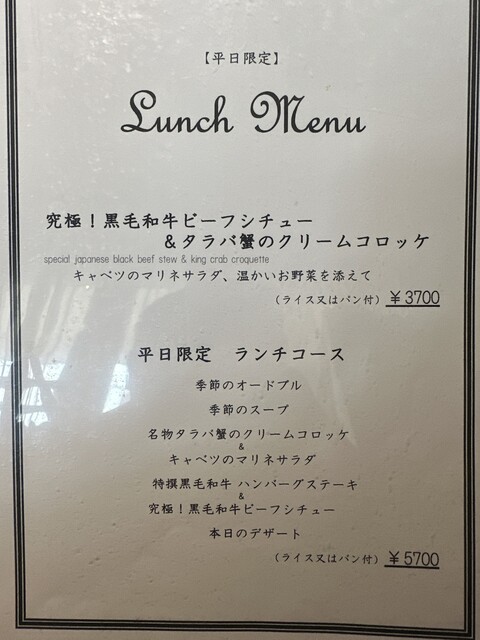 【平日限定】
Lunch Menu
究極！黒毛和牛ビーフシチュー
＆タラバ蟹のクリームコロッケ
special japanese black beef stew & king crab croquette
キャベツのマリネサラダ、温かいお野菜を添えて
（ライス又はパン付）￥3700
平日限定　ランチコース
季節のオードブル
季節のスープ
名物タラバ蟹のクリームコロッケ
&
キャベツのマリネサラダ
特撰黒毛和牛 ハンバーグステーキ
&
究極！黒毛和牛ビーフシチュー
本日のデザート
（ライス又はパン付）￥5700